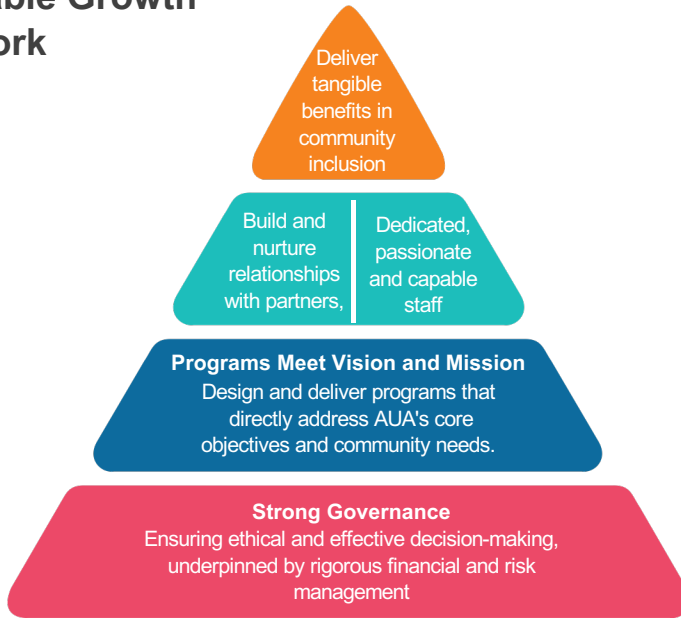 able Growth
ork
Deliver
tangible
benefits in
community
inclusion
Build and
nurture
relationships
with partners,
Dedicated,
passionate
and capable
staff
Programs Meet Vision and Mission
Design and deliver programs that
directly address AUA's core
objectives and community needs.
Strong Governance
Ensuring ethical and effective decision-making,
underpinned by rigorous financial and risk
management